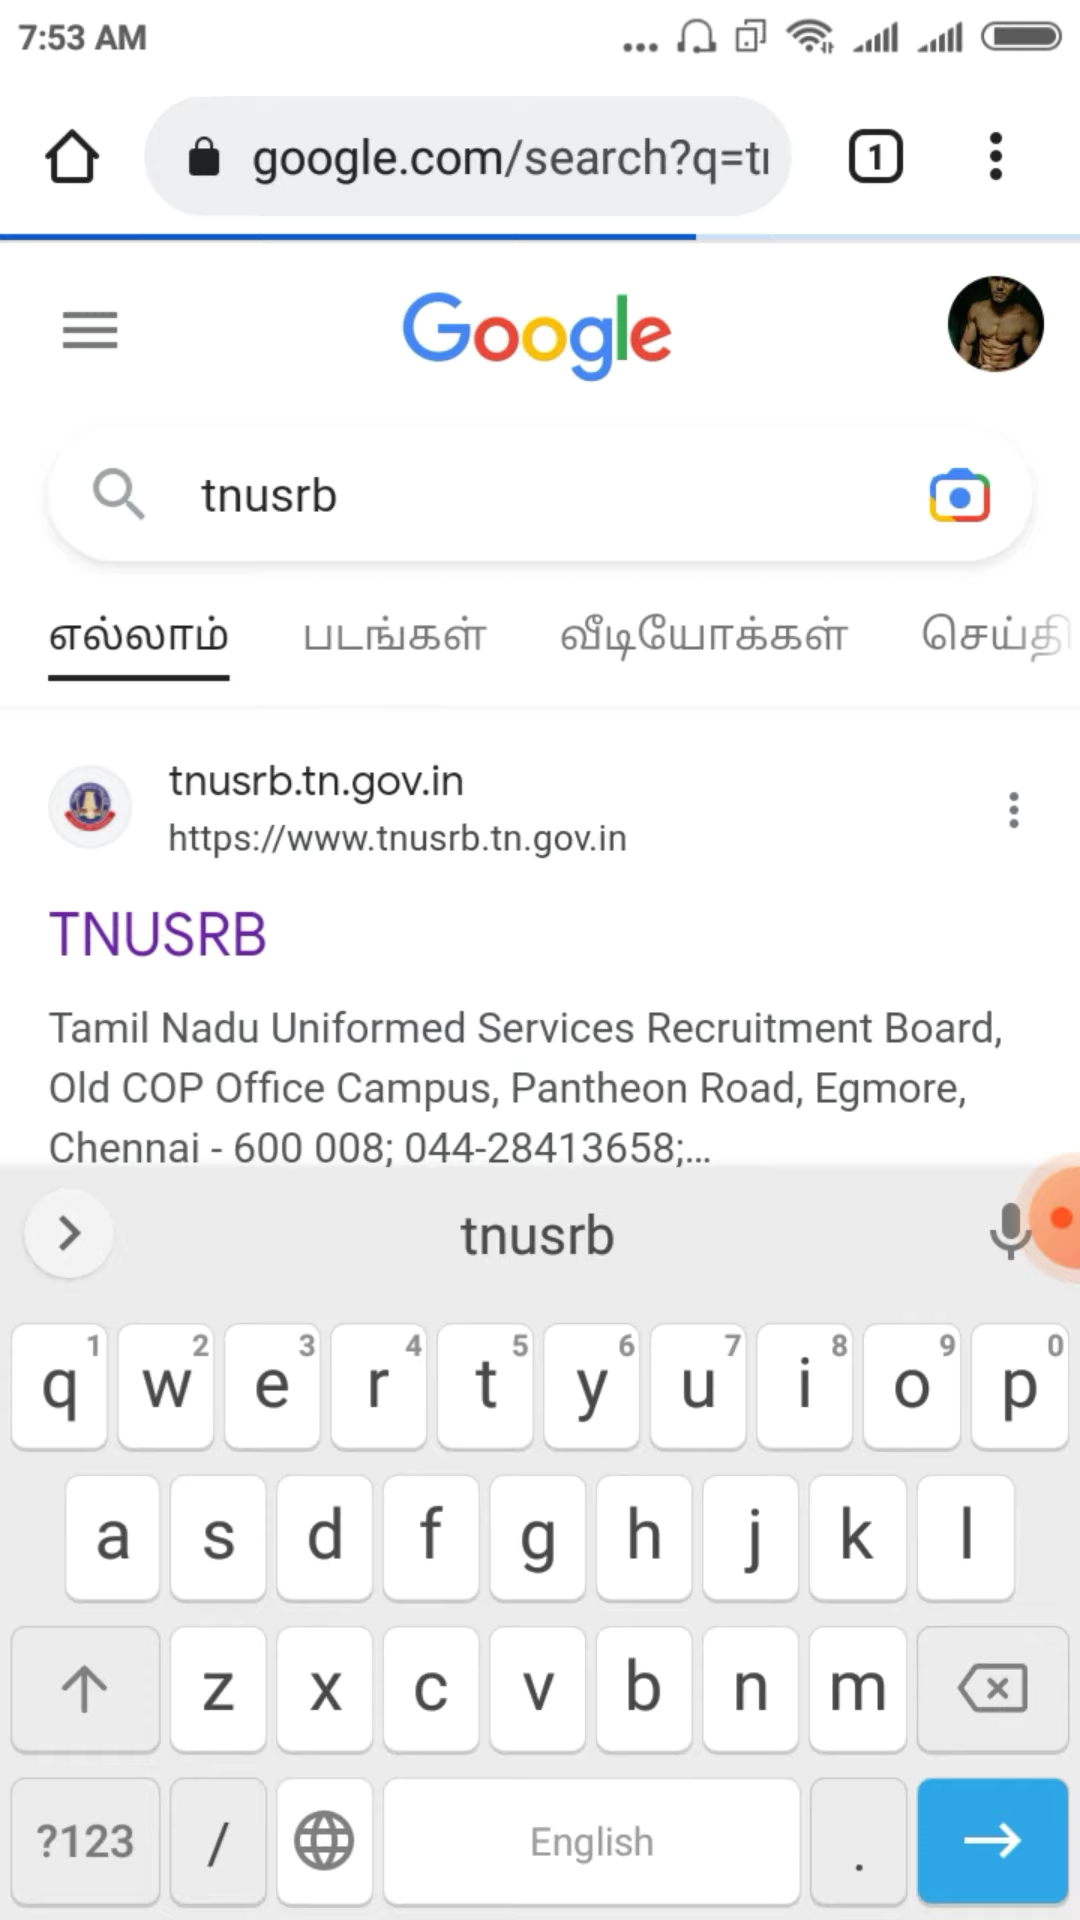 7:53 AM
google.com/search?q=t
1
Google
tnusrb
எல்லாம் படங்கள் வீடியோக்கள் செய்தி
tnusrb.tn.gov.in
https://www.tnusrb.tn.gov.in
TNUSRB
Tamil Nadu Uniformed Services Recruitment Board,
Old COP Office Campus, Pantheon Road, Egmore,
Chennai - 600 008; 044-28413658;...
tnusrb
1 2 3 4 5 6 7 8 9 0
q w e r t y u i o p
a s d f g h j k l
z x c v b n m
?123 / English .